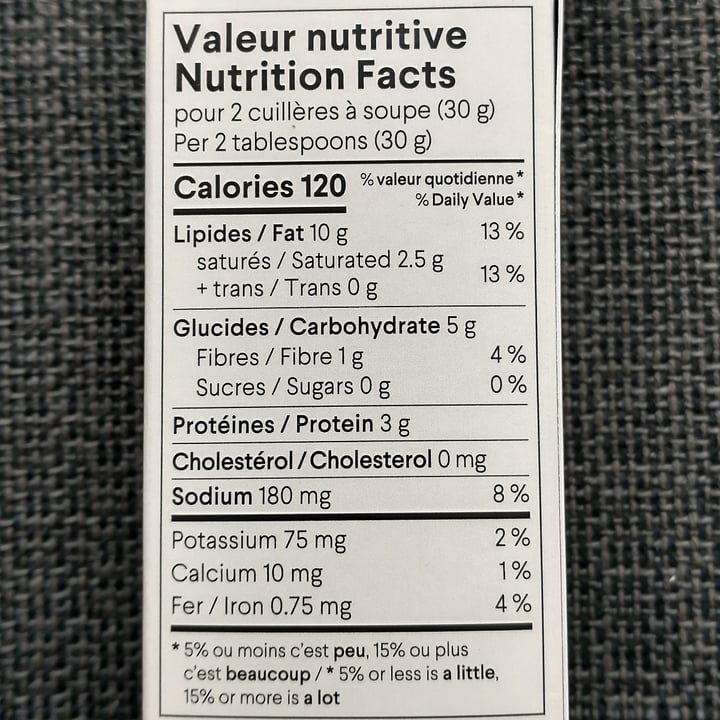 Valeur nutritive
Nutrition Facts
pour 2 cuillères à soupe (30 g)
Per 2 tablespoons (30 g)
Calories 120
% valeur quotidienne*
% Daily Value*
Lipides / Fat 10 g 13 %
saturés / Saturated 2.5 g
+ trans / Trans 0 g 13 %
Glucides / Carbohydrate 5 g
Fibres / Fibre 1 g 4 %
Sucres / Sugars 0 g 0 %
Protéines / Protein 3 g
Cholestérol / Cholesterol 0 mg
Sodium 180 mg 8 %
Potassium 75 mg 2 %
Calcium 10 mg 1 %
Fer / Iron 0.75 mg 4 %
* 5% ou moins c'est peu, 15% ou plus
c'est beaucoup / * 5% or less is a little,
15% or more is a lot